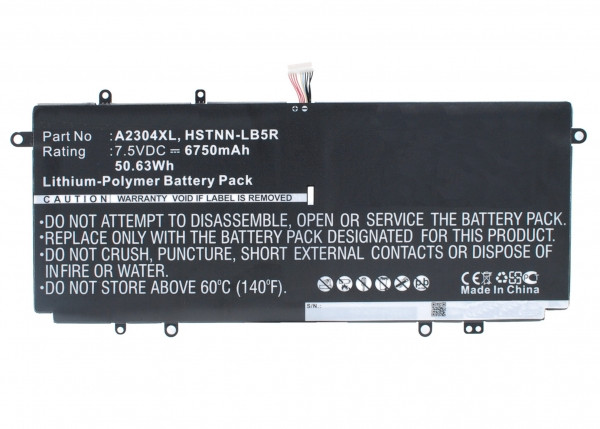 Part No :A2304XL, HSTNN-LB5R
Rating :7.5VDC⎓ 6750mAh
50.63Wh
Lithium-Polymer Battery Pack
CAUTION: WARRANTY VOID IF LABEL IS REMOVED
•DO NOT ATTEMPT TO DISASSEMBLE, OPEN OR SERVICE THE BATTERY PACK.
•REPLACE ONLY WITH THE BATTERY PACK DESIGNATED FOR THIS PRODUCT.
•DO NOT CRUSH, PUNCTURE, SHORT EXTERNAL CONTACTS OR DISPOSE OF
INFIRE OR WATER.
•DO NOT STORE ABOVE 60°C (140°F).
CE
Made In China
S/N: